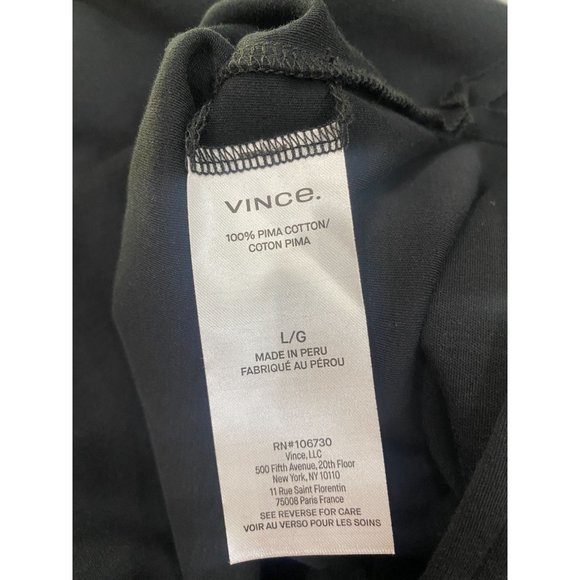 VINCE.
100% PIMA COTTON/
COTON PIMA
L/G
MADE IN PERU
FABRIQUÉ AU PÉROU
RN#106730
Vince, LLC
500 Fifth Avenue, 20th Floor
New York, NY 10110
11 Rue Saint Florentin
75008 Paris France
SEE REVERSE FOR CARE
VOIR AU VERSO POUR LES SOINS